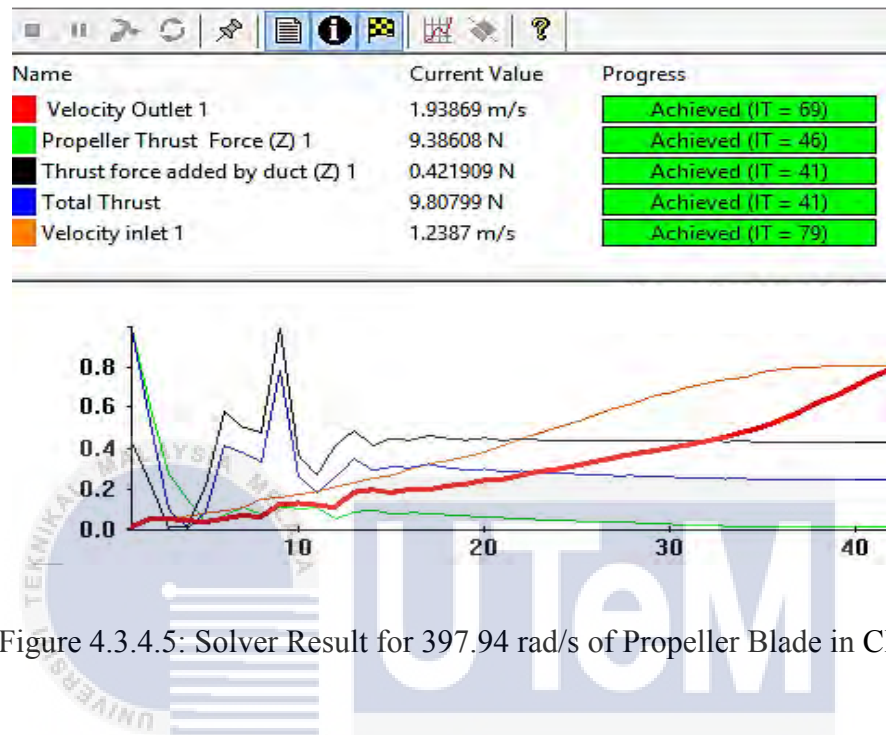 Name Current Value Progress
Velocity Outlet 1 1.93869 m/s Achieved (IT = 69)
Propeller Thrust Force (Z) 1 9.38608 N Achieved (IT = 46)
Thrust force added by duct (Z) 1 0.421909 N Achieved (IT = 41)
Total Thrust 9.80799 N Achieved (IT = 41)
Velocity inlet 1 1.2387 m/s Achieved (IT = 79)
0.8
0.6
0.4
0.2
0.0
10 20 30 40
UTeM
Figure 4.3.4.5: Solver Result for 397.94 rad/s of Propeller Blade in